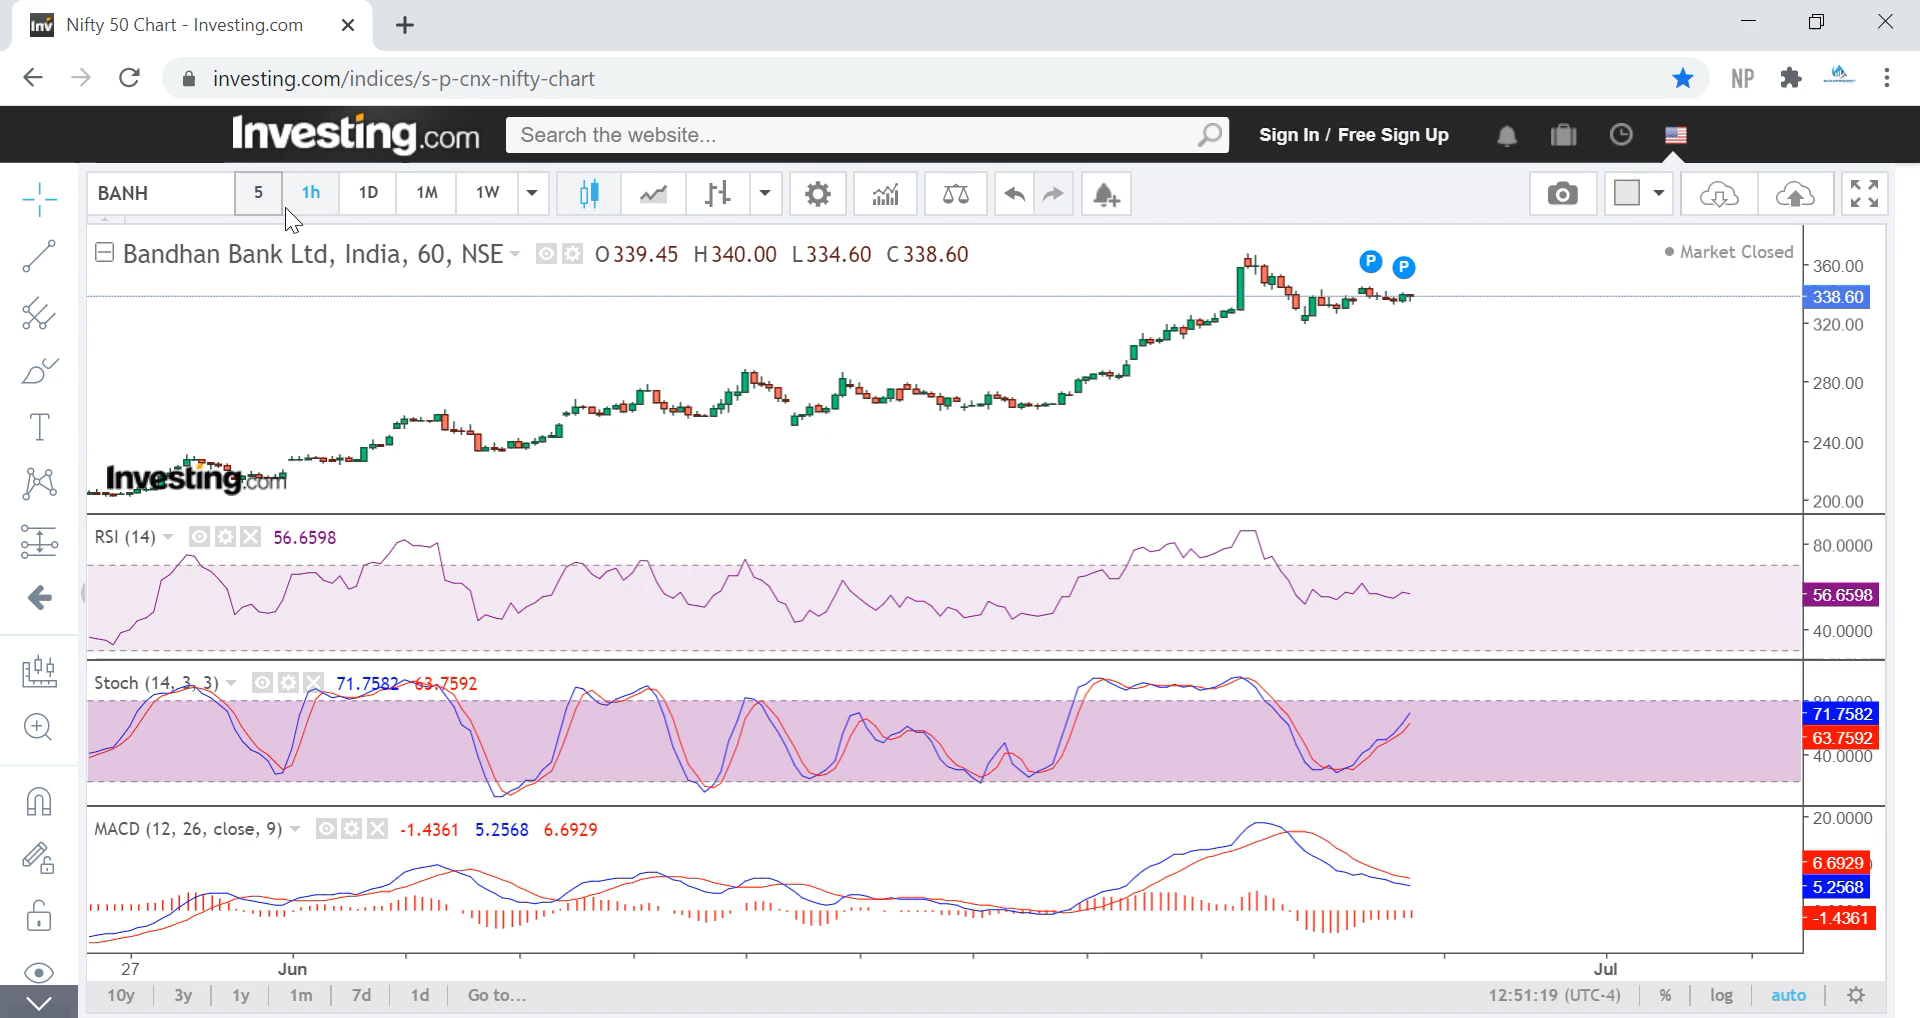 Nifty 50 Chart - Investing.com
investing.com/indices/s-p-cnx-nifty-chart
NP
Investing.com
Search the website...
Sign In / Free Sign Up
BANH
5
1h
1D
1M
1W
Bandhan Bank Ltd, India, 60, NSE
O 339.45 H 340.00 L 334.60 C 338.60
Market Closed
P
P
360.00
338.60
320.00
280.00
240.00
200.00
Investing.com
RSI (14)
56.6598
80.0000
56.6598
40.0000
Stoch (14, 3, 3)
71.7582
63.7592
80.0000
71.7582
63.7592
40.0000
MACD (12, 26, close, 9)
-1.4361
5.2568
6.6929
20.0000
6.6929
5.2568
-1.4361
27
Jun
Jul
10y
3y
1y
1m
7d
1d
Go to...
12:51:19 (UTC-4)
%
log
auto